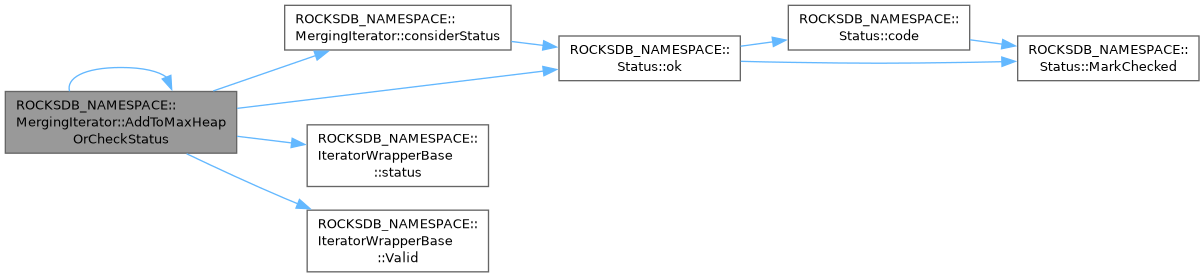 ROCKSDB_NAMESPACE::
MergingIterator::AddToMaxHeap
OrCheckStatus
ROCKSDB_NAMESPACE::
MergingIterator::considerStatus
ROCKSDB_NAMESPACE::
Status::ok
ROCKSDB_NAMESPACE::
Status::code
ROCKSDB_NAMESPACE::
Status::MarkChecked
ROCKSDB_NAMESPACE::
IteratorWrapperBase
::status
ROCKSDB_NAMESPACE::
IteratorWrapperBase
::Valid